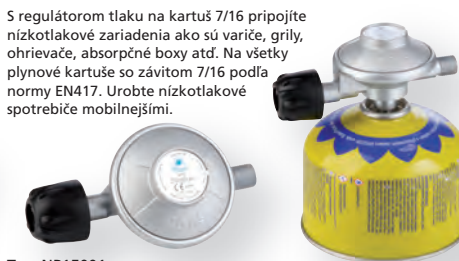 S regulátorom tlaku na kartuš 7/16 pripojíte
nízkotlakové zariadenia ako sú variče, grily,
ohrievače, absorpčné boxy atď. Na všetky
plynové kartuše so závitom 7/16 podľa
normy EN417. Urobte nízkotlakové
spotrebiče mobilnejšími.